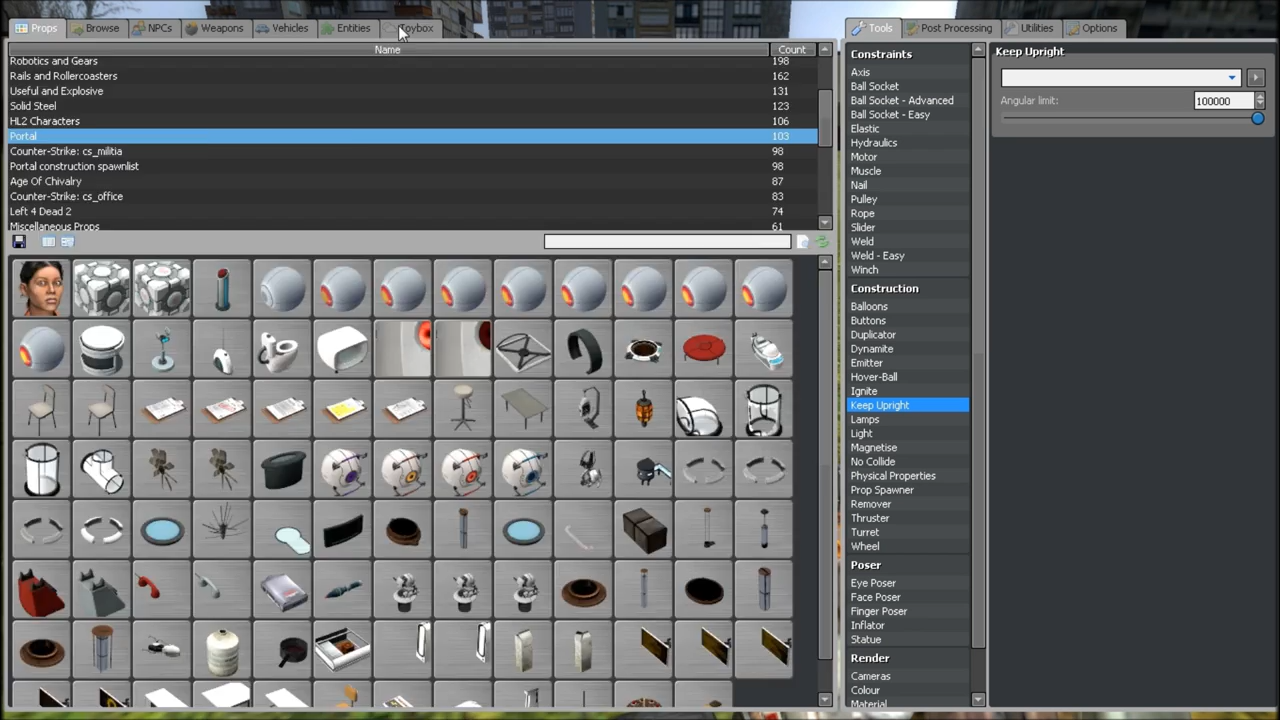 Props Browse NPCs Weapons Vehicles Entities Toybox
Name Count
Robotics and Gears 198
Rails and Rollercoasters 162
Useful and Explosive 131
Solid Steel 123
HL2 Characters 106
Portal 103
Counter-Strike: cs_militia 98
Portal construction spawnlist 98
Age Of Chivalry 87
Counter-Strike: cs_office 83
Left 4 Dead 2 74
Miscellaneous Props 61
Tools Post Processing Utilities Options
Constraints
Axis
Ball Socket
Ball Socket - Advanced
Ball Socket - Easy
Elastic
Hydraulics
Motor
Muscle
Nail
Pulley
Rope
Slider
Weld
Weld - Easy
Winch
Construction
Balloons
Buttons
Duplicator
Dynamite
Emitter
Hover-Ball
Ignite
Keep Upright
Lamps
Light
Magnetise
No Collide
Physical Properties
Prop Spawner
Remover
Thruster
Turret
Wheel
Poser
Eye Poser
Face Poser
Finger Poser
Inflator
Statue
Render
Cameras
Colour
Material
Keep Upright
Angular limit: 100000